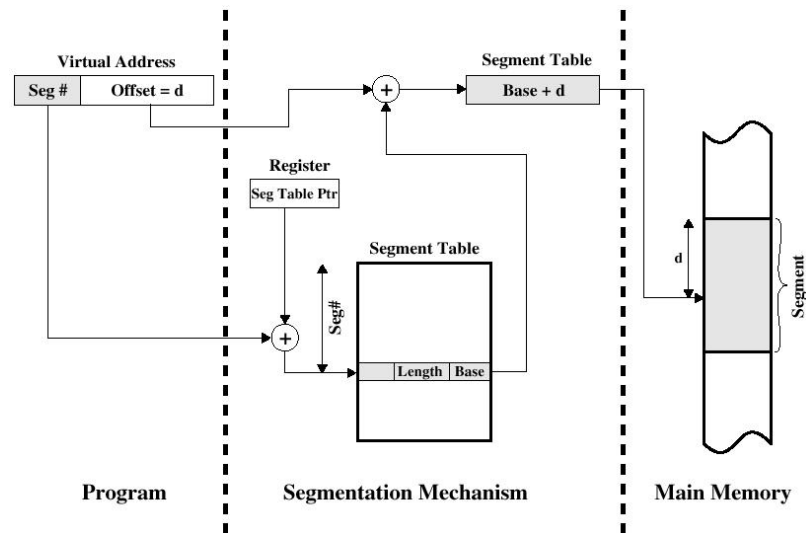 Virtual Address
Seg # Offset = d
Segment Table
+ Base + d
Register
Seg Table Ptr
Segment Table
d
Segment
Seg#
+
Length Base
Program Segmentation Mechanism Main Memory